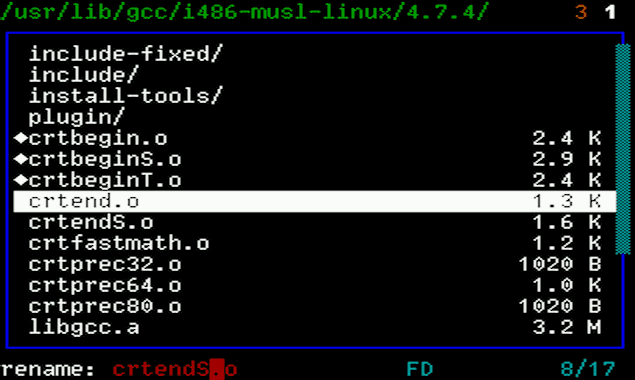 /usr/lib/gcc/i486-musl-linux/4.7.4/ 3 1
include-fixed/
include/
install-tools/
plugin/
◆crtbegin.o 2.4 K
◆crtbeginS.o 2.9 K
◆crtbeginT.o 2.4 K
crtend.o 1.3 K
crtendS.o 1.6 K
crtfastmath.o 1.2 K
crtprec32.o 1020 B
crtprec64.o 1.0 K
crtprec80.o 1020 B
libgcc.a 3.2 M
rename: crtendS.o FD 8/17